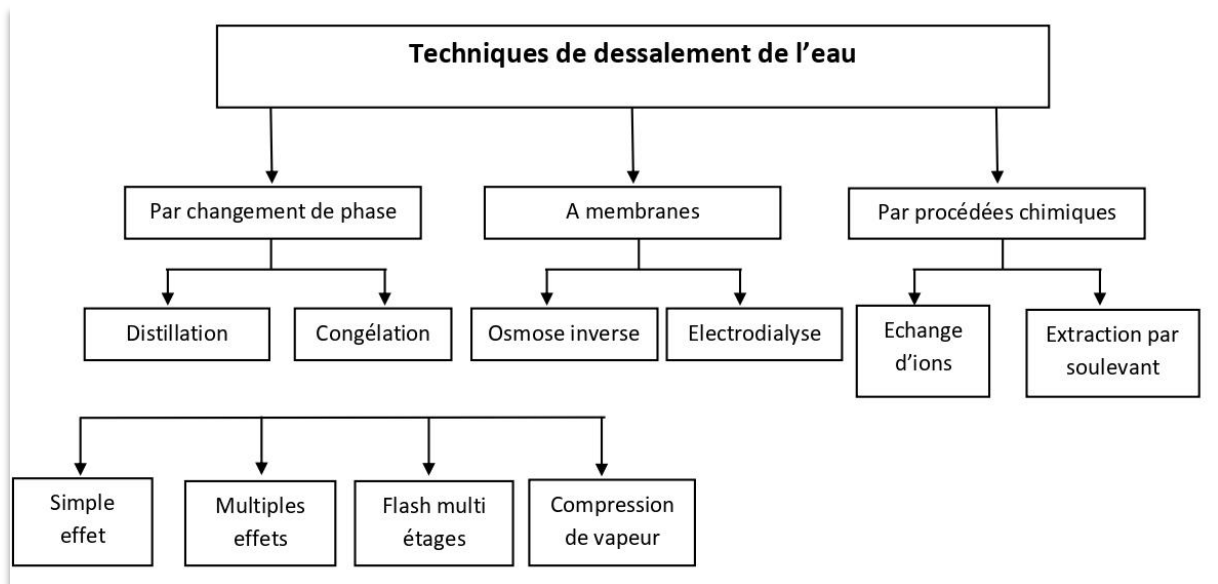 Techniques de dessalement de l’eau
Par changement de phase
A membranes
Par procédées chimiques
Distillation
Congélation
Osmose inverse
Electrodialyse
Echange
d’ions
Extraction par
soulevant
Simple
effet
Multiples
effets
Flash multi
étages
Compression
de vapeur